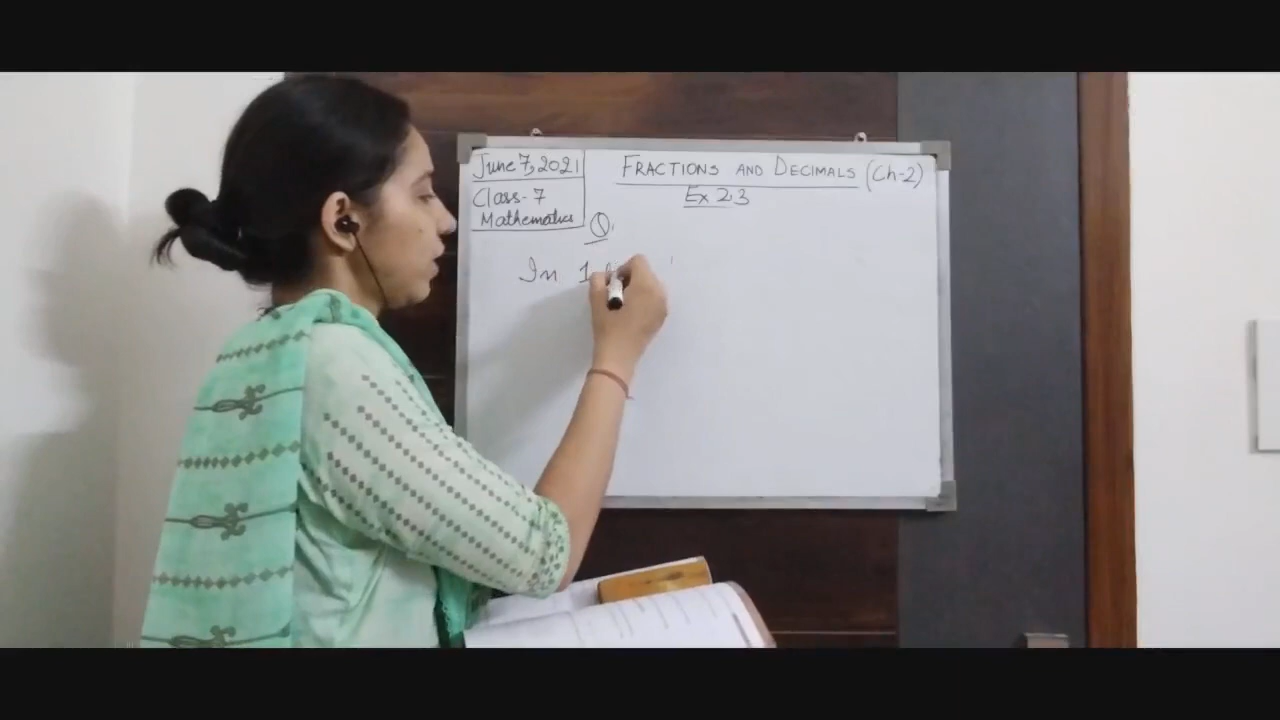 June 7, 2021
Class-7
Mathematics
FRACTIONS AND DECIMALS (Ch-2)
Ex 2.3
Q.
In 1